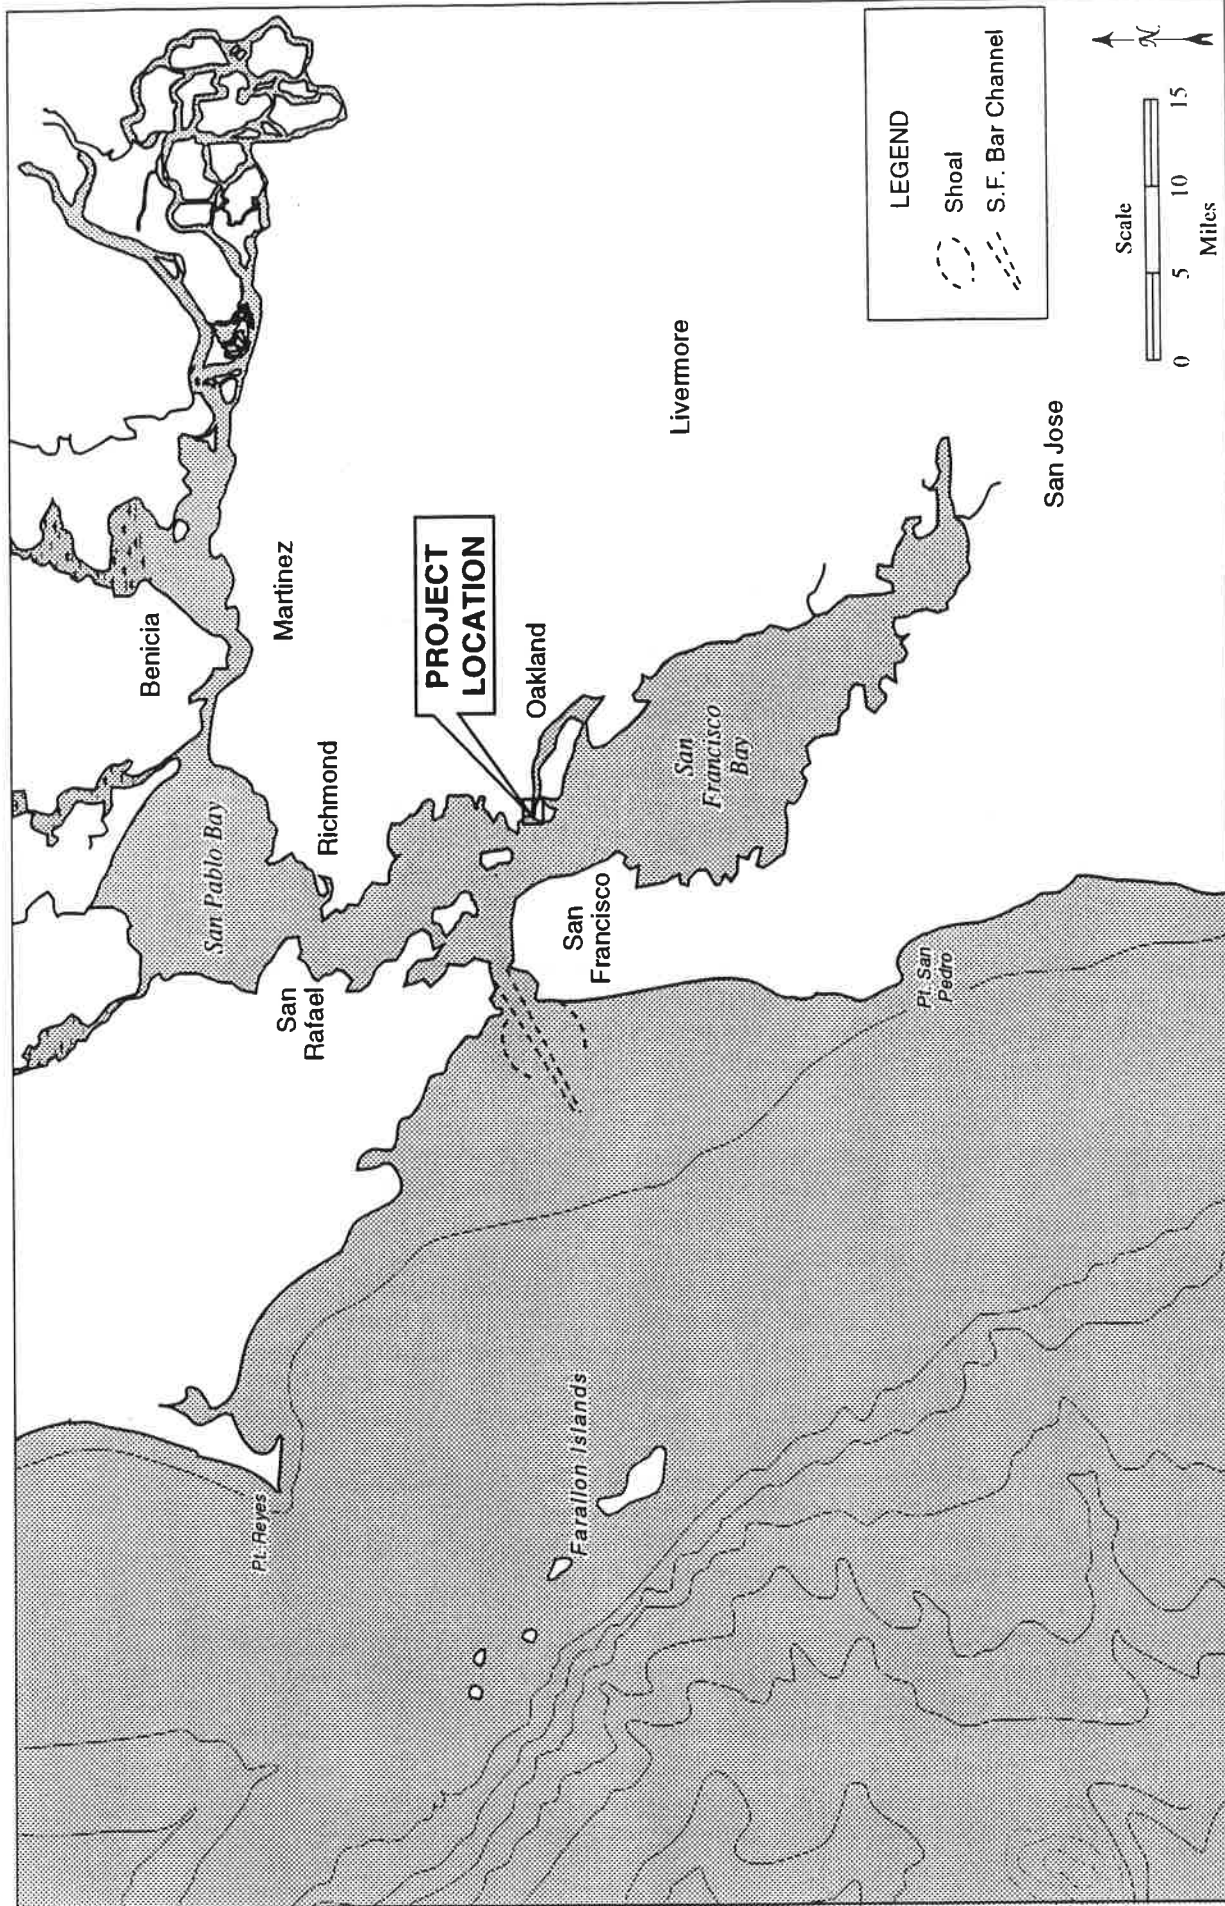 Benicia
Martinez
San Pablo Bay
Richmond
San
Rafael
PROJECT
LOCATION
Oakland
San
Francisco
San
Francisco
Bay
Livermore
San Jose
Pt. San
Pedro
Pt. Reyes
Farallon Islands
LEGEND
Shoal
S.F. Bar Channel
N.
Scale
0 5 10 15
Miles